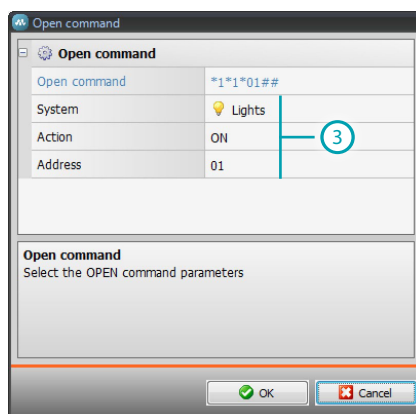 Open command
Open command
Open command *1*1*01##
System Lights
Action ON
Address 01
3
Open command
Select the OPEN command parameters
OK Cancel